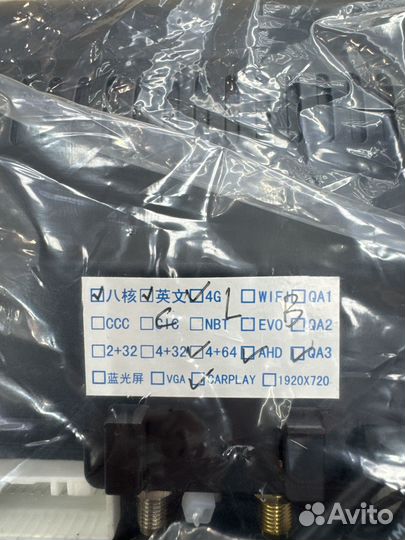 ☑八核☑英文☑4G☐WIFI☐QA1
☐CCC☐CIC☐NBT☐EVO☐QA2
☐2+32☐4+32☑4+64☑AHD☑QA3
☐蓝光屏☐VGA☑CARPLAY☐1920X720
C L B
Avito